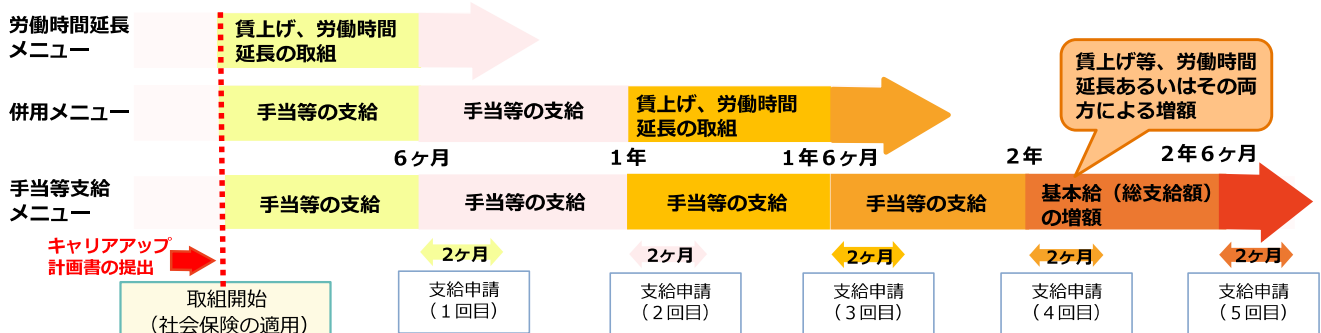 労働時間延長
メニュー
賃上げ、労働時間
延長の取組
併用メニュー
手当等の支給
手当等の支給
賃上げ、労働時間
延長の取組
賃上げ等、労働時間
延長あるいはその両
方による増額
6ヶ月
1年
1年6ヶ月
2年
2年6ヶ月
手当等支給
メニュー
手当等の支給
手当等の支給
手当等の支給
手当等の支給
基本給（総支給額）
の増額
キャリアアップ
計画書の提出
2ヶ月
2ヶ月
2ヶ月
2ヶ月
2ヶ月
取組開始
（社会保険の適用）
支給申請
（１回目）
支給申請
（２回目）
支給申請
（３回目）
支給申請
（４回目）
支給申請
（５回目）